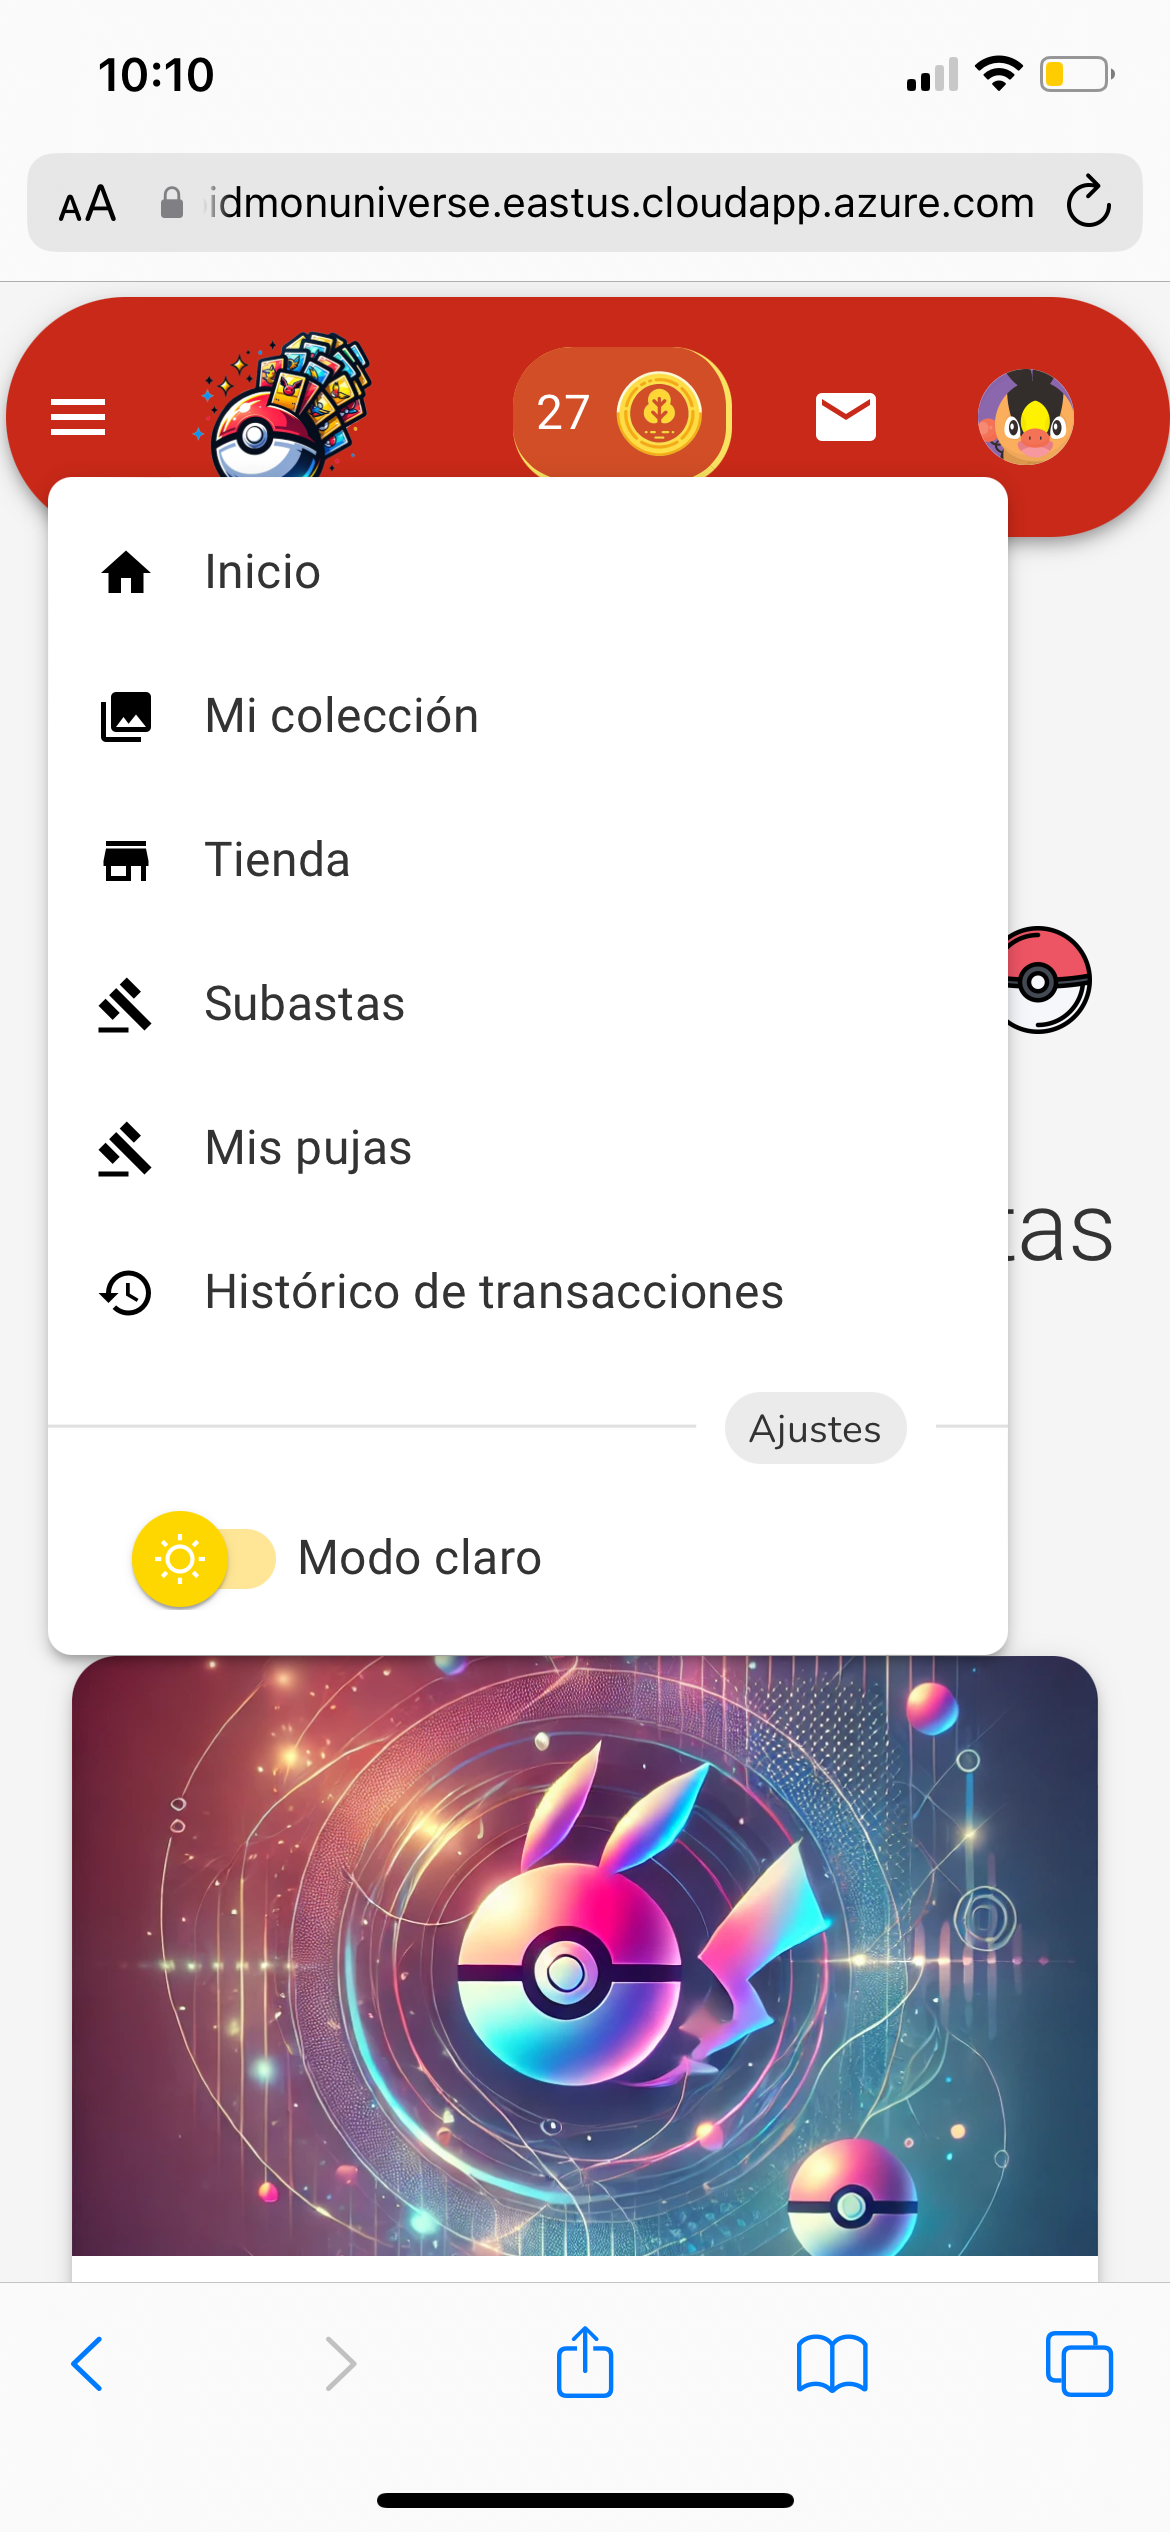 10:10
AA idmonuniverse.eastus.cloudapp.azure.com
27
Inicio
Mi colección
Tienda
Subastas
Mis pujas
tas
Histórico de transacciones
Ajustes
Modo claro